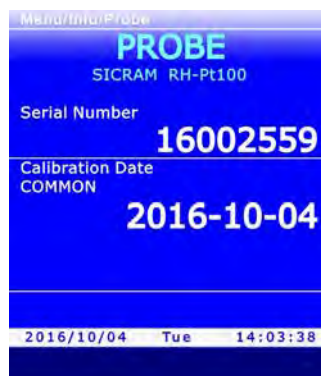 Menu/Info/Probe
PROBE
SICRAM RH-Pt100
Serial Number
16002559
Calibration Date
COMMON
2016-10-04
2016/10/04 Tue 14:03:38